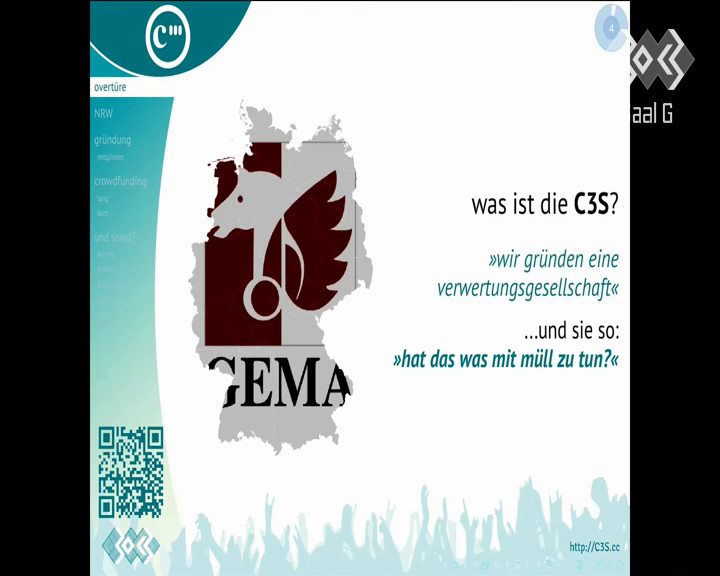 C'''
4
aal G
overtüre
NRW
gründung
mitglieder
crowdfunding
lang
kurz
und sonst?
was ist die C3S?
»wir gründen eine
verwertungsgesellschaft«
...und sie so:
»hat das was mit müll zu tun?«
GEMA
http://C3S.cc